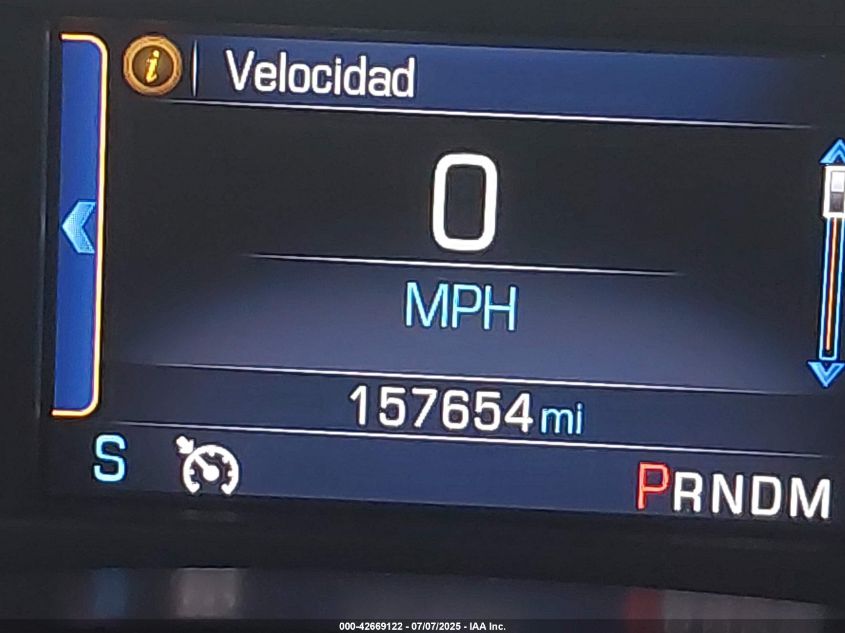 i Velocidad
0
MPH
157654 mi
S PRNDM
000-42669122 - 07/07/2025 - IAA Inc.